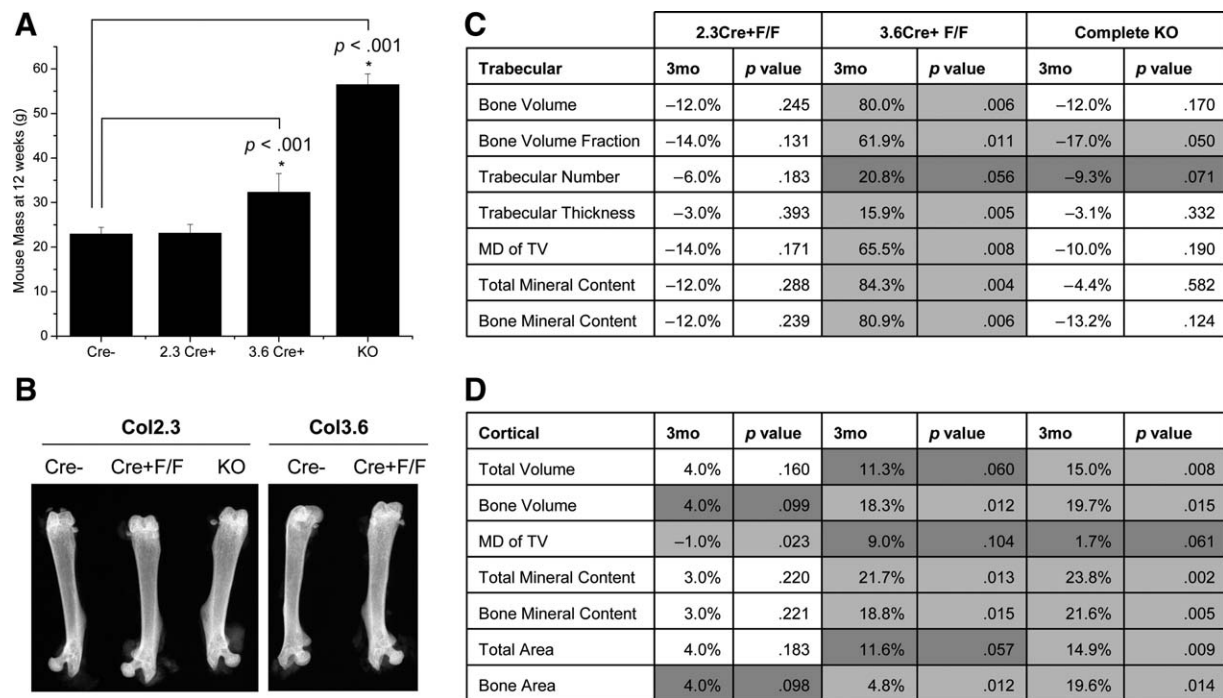 A
p < .001
*
p < .001
*
Mouse Mass at 12 weeks (g)
60
50
40
30
20
10
0
Cre- 2.3 Cre+ 3.6 Cre+ KO
B
Col2.3 Col3.6
Cre- Cre+F/F KO Cre- Cre+F/F
C
2.3Cre+F/F 3.6Cre+ F/F Complete KO
Trabecular 3mo p value 3mo p value 3mo p value
Bone Volume –12.0% .245 80.0% .006 –12.0% .170
Bone Volume Fraction –14.0% .131 61.9% .011 –17.0% .050
Trabecular Number –6.0% .183 20.8% .056 –9.3% .071
Trabecular Thickness –3.0% .393 15.9% .005 –3.1% .332
MD of TV –14.0% .171 65.5% .008 –10.0% .190
Total Mineral Content –12.0% .288 84.3% .004 –4.4% .582
Bone Mineral Content –12.0% .239 80.9% .006 –13.2% .124
D
Cortical 3mo p value 3mo p value 3mo p value
Total Volume 4.0% .160 11.3% .060 15.0% .008
Bone Volume 4.0% .099 18.3% .012 19.7% .015
MD of TV –1.0% .023 9.0% .104 1.7% .061
Total Mineral Content 3.0% .220 21.7% .013 23.8% .002
Bone Mineral Content 3.0% .221 18.8% .015 21.6% .005
Total Area 4.0% .183 11.6% .057 14.9% .009
Bone Area 4.0% .098 4.8% .012 19.6% .014